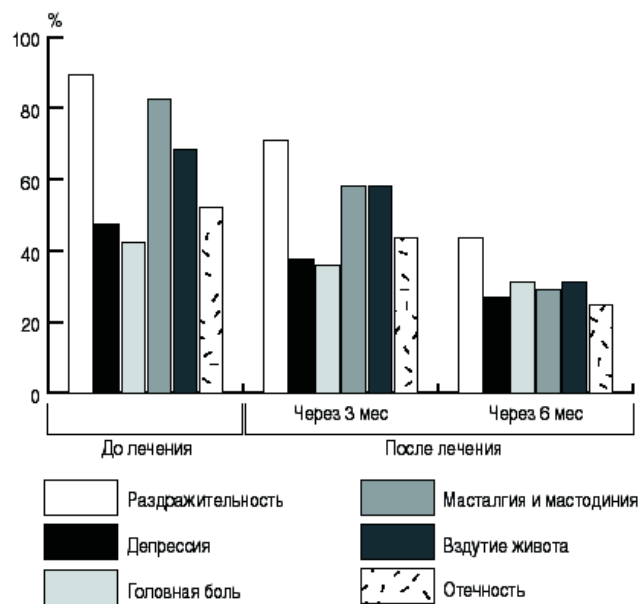 %
100
80
60
40
20
0
Через 3 мес
Через 6 мес
До лечения
После лечения
Раздражительность
Депрессия
Головная боль
Масталгия и мастодиния
Вздутие живота
Отечность